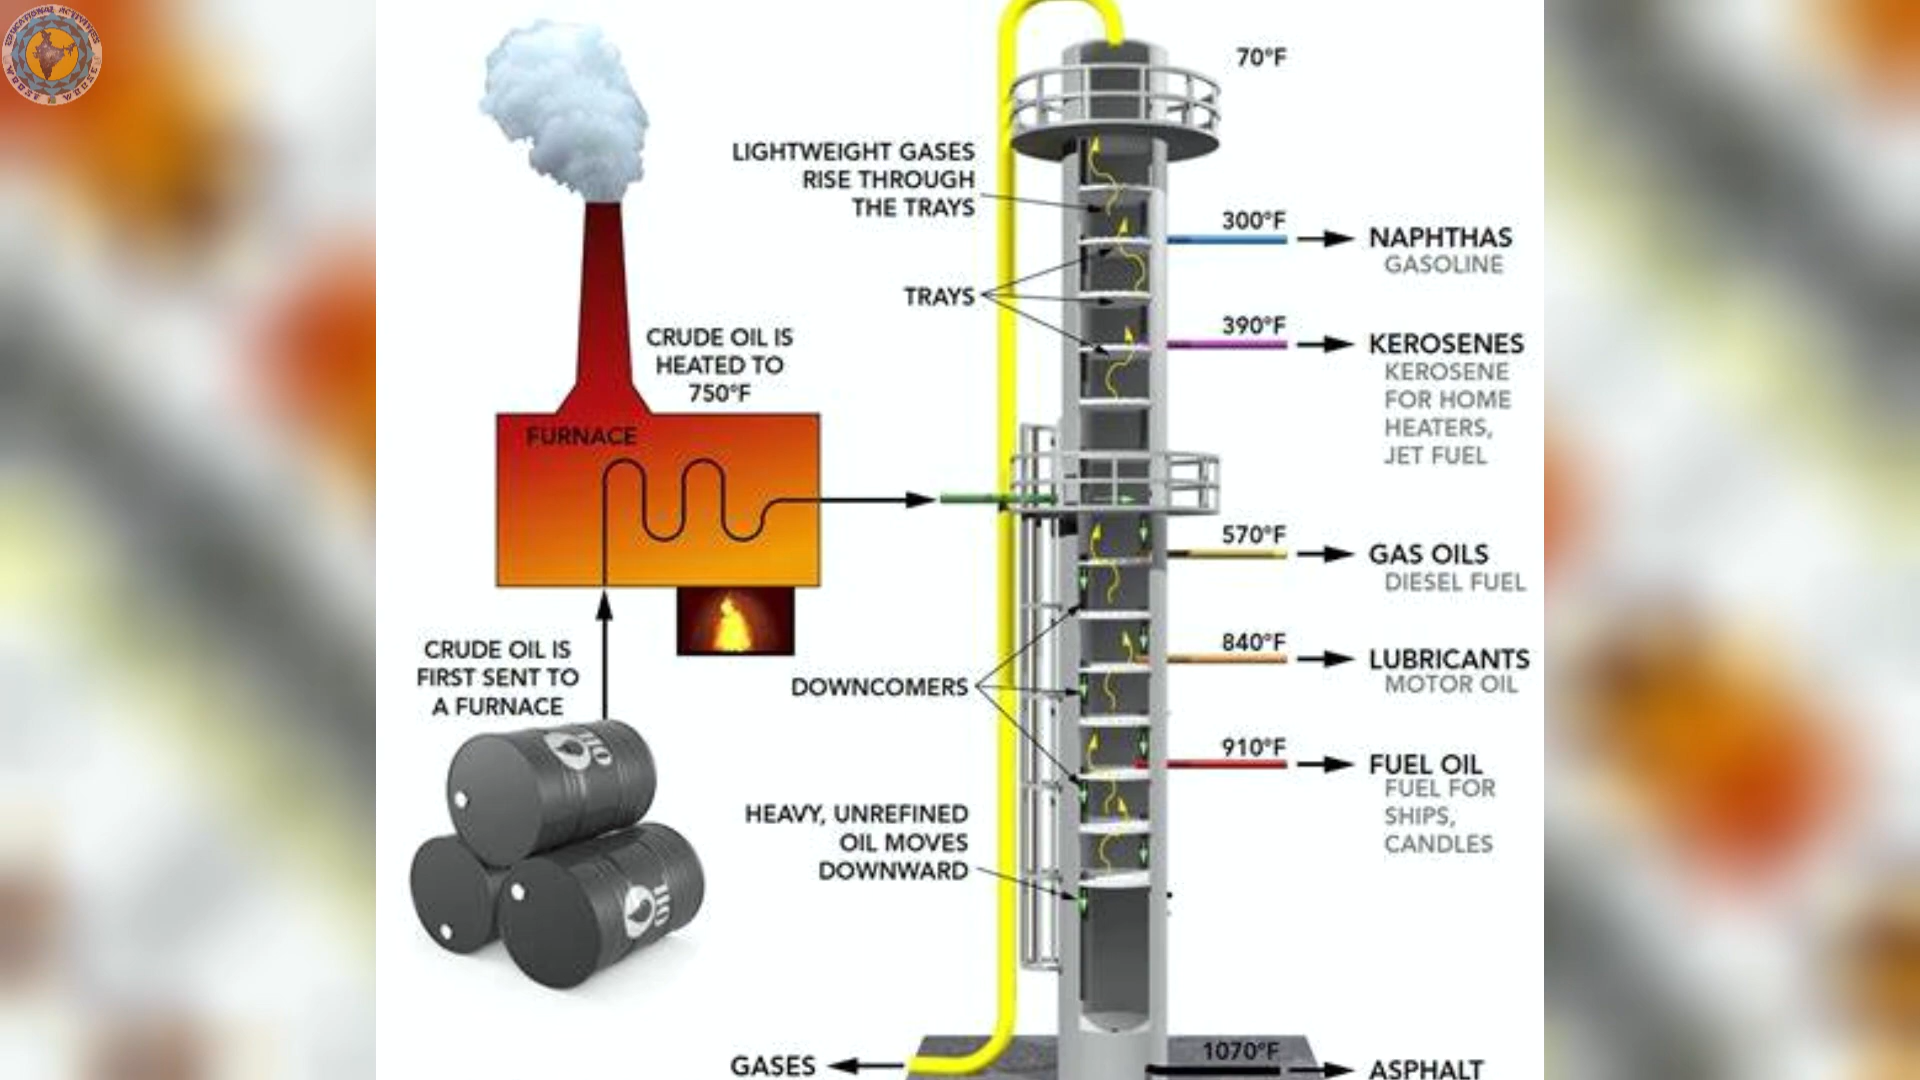 EDUCATIONAL ACTIVITIES
70°F
LIGHTWEIGHT GASES
RISE THROUGH
THE TRAYS
300°F
NAPHTHAS
GASOLINE
TRAYS
390°F
KEROSENES
KEROSENE
FOR HOME
HEATERS,
JET FUEL
CRUDE OIL IS
HEATED TO
750°F
FURNACE
570°F
GAS OILS
DIESEL FUEL
CRUDE OIL IS
FIRST SENT TO
A FURNACE
840°F
LUBRICANTS
MOTOR OIL
DOWNCOMERS
910°F
FUEL OIL
FUEL FOR
SHIPS,
CANDLES
OIL
OIL
HEAVY, UNREFINED
OIL MOVES
DOWNWARD
GASES
1070°F
ASPHALT